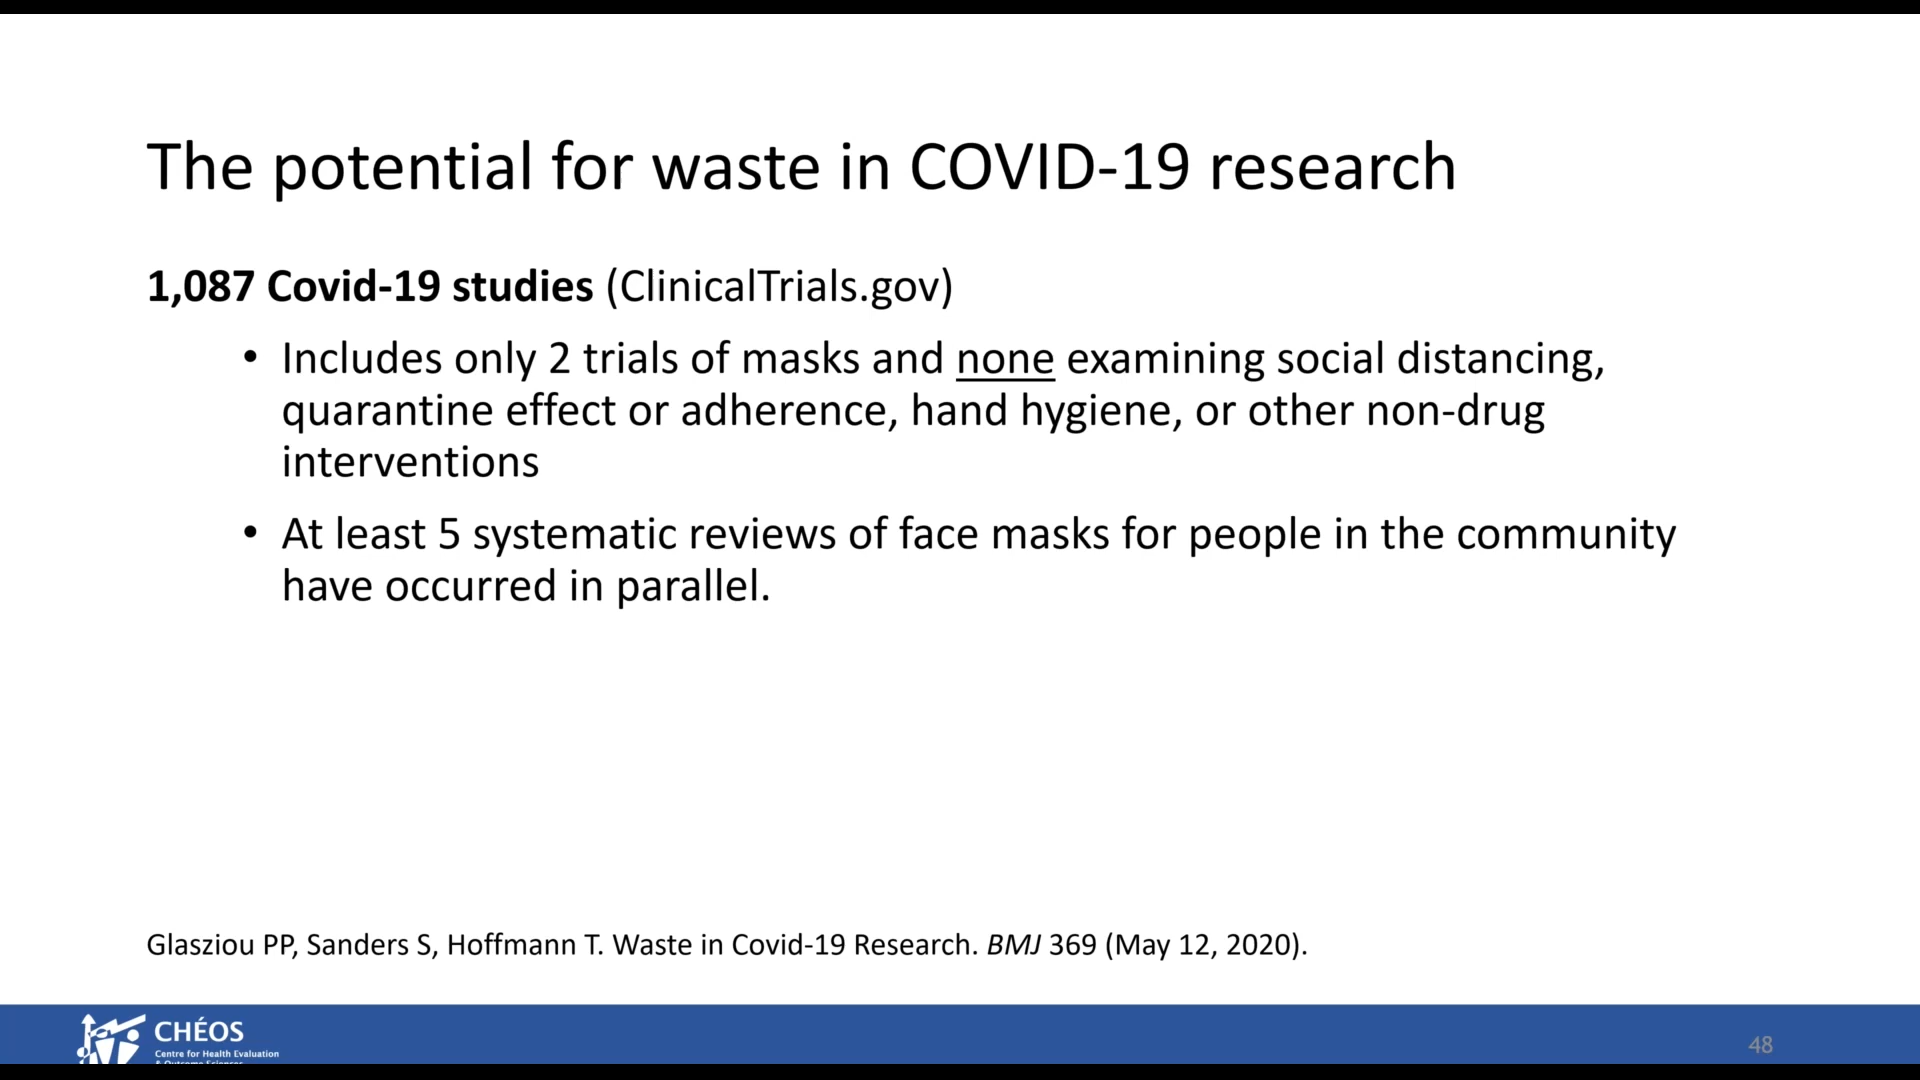 The potential for waste in COVID-19 research
1,087 Covid-19 studies (ClinicalTrials.gov)
• Includes only 2 trials of masks and none examining social distancing,
quarantine effect or adherence, hand hygiene, or other non-drug
interventions
• At least 5 systematic reviews of face masks for people in the community
have occurred in parallel.
Glasziou PP, Sanders S, Hoffmann T. Waste in Covid-19 Research. BMJ 369 (May 12, 2020).
CHÉOS
Centre for Health Evaluation
& Outcome Sciences
48